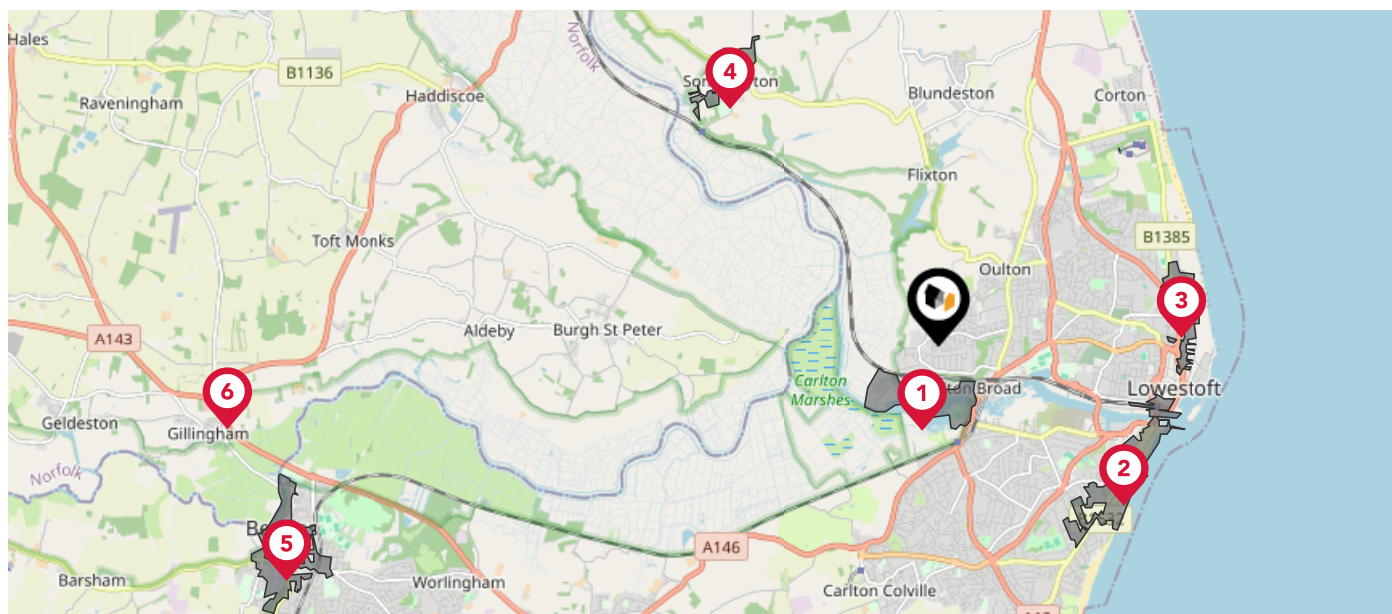 Hales
Norfolk
B1136
Raveningham
Haddiscoe
4
Blundeston
Corton
Flixton
Toft Monks
B1385
Oulton
3
Aldeby
Burgh St Peter
A143
Carlton
Marshes
1
Broad
Lowestoft
6
Geldeston
Gillingham
Norfolk
2
5
A146
Barsham
Worlingham
Carlton Colville